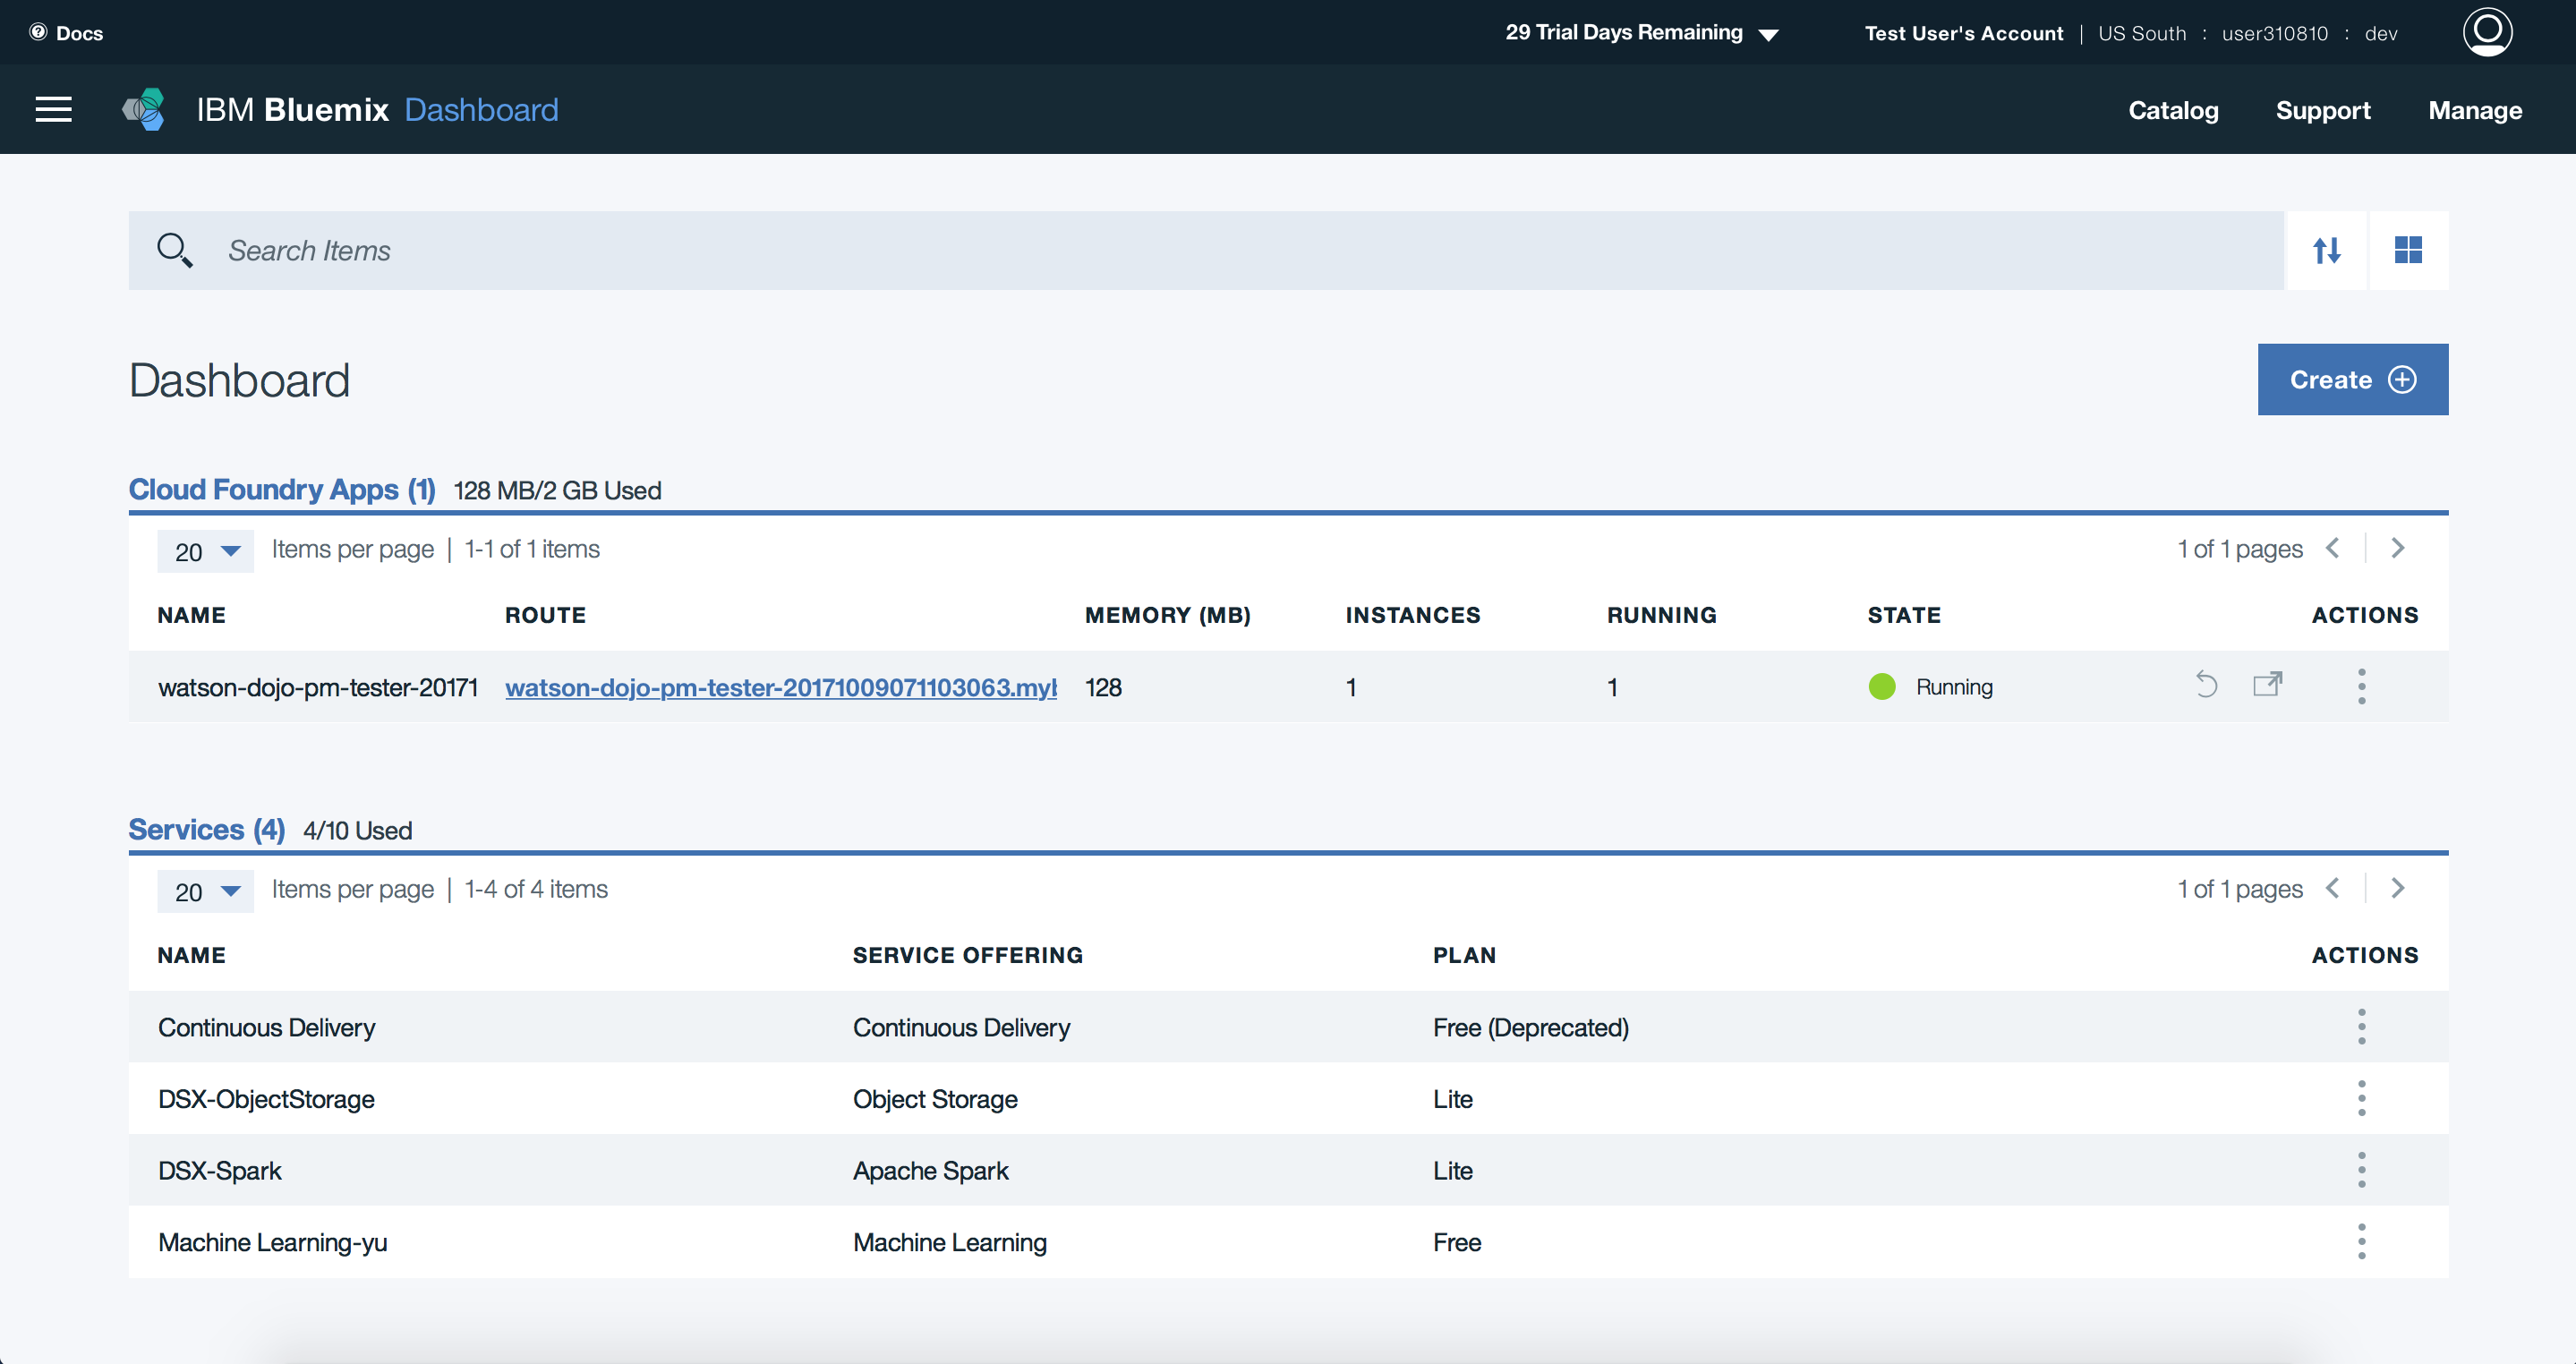 Docs
29 Trial Days Remaining
Test User's Account | US South : user310810 : dev
IBM Bluemix Dashboard
Catalog Support Manage
Search Items
Dashboard
Create
Cloud Foundry Apps (1) 128 MB/2 GB Used
20 Items per page | 1-1 of 1 items
1 of 1 pages
NAME ROUTE MEMORY (MB) INSTANCES RUNNING STATE ACTIONS
watson-dojo-pm-tester-20171 watson-dojo-pm-tester-20171009071103063.myb 128 1 1 Running
Services (4) 4/10 Used
20 Items per page | 1-4 of 4 items
1 of 1 pages
NAME SERVICE OFFERING PLAN ACTIONS
Continuous Delivery Continuous Delivery Free (Deprecated)
DSX-ObjectStorage Object Storage Lite
DSX-Spark Apache Spark Lite
Machine Learning-yu Machine Learning Free